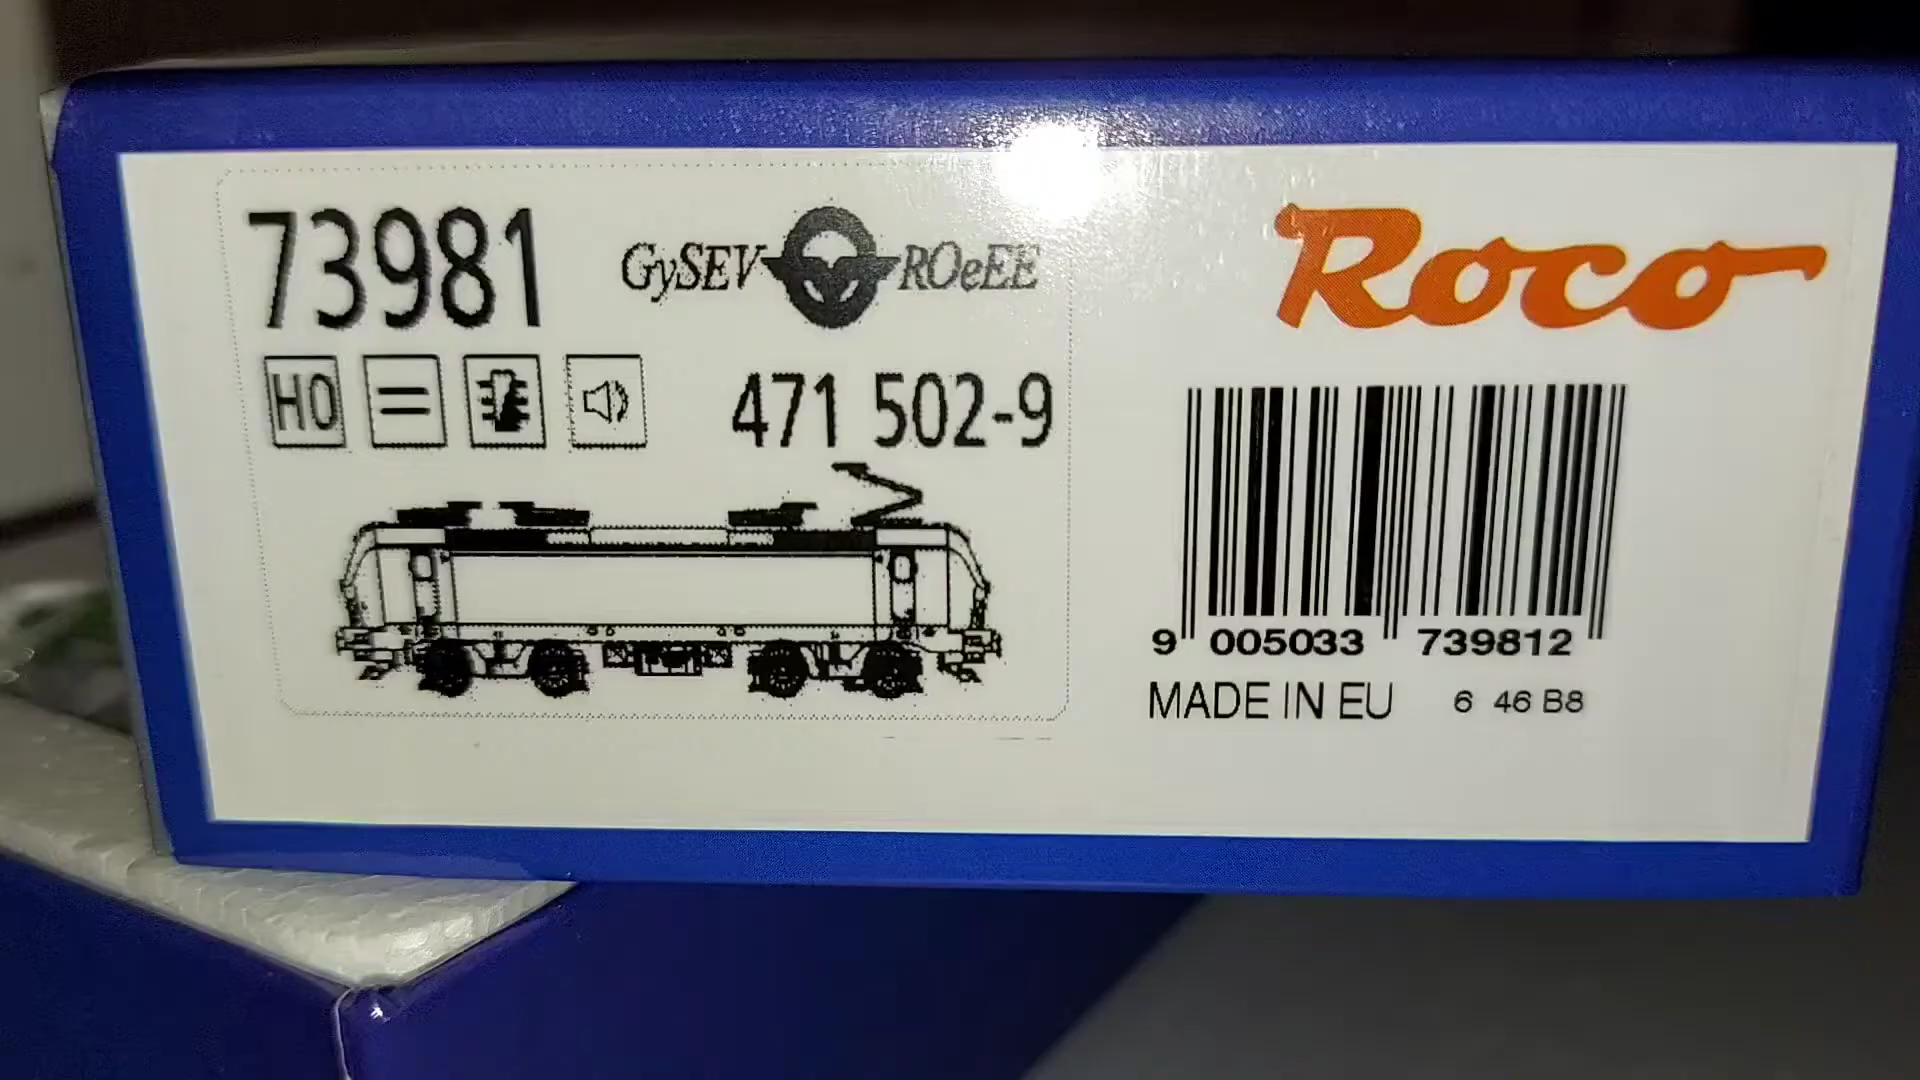 73981
GySEV ROeEE
Roco
H0
471 502-9
9 005033 739812
MADE IN EU 6 46 B8